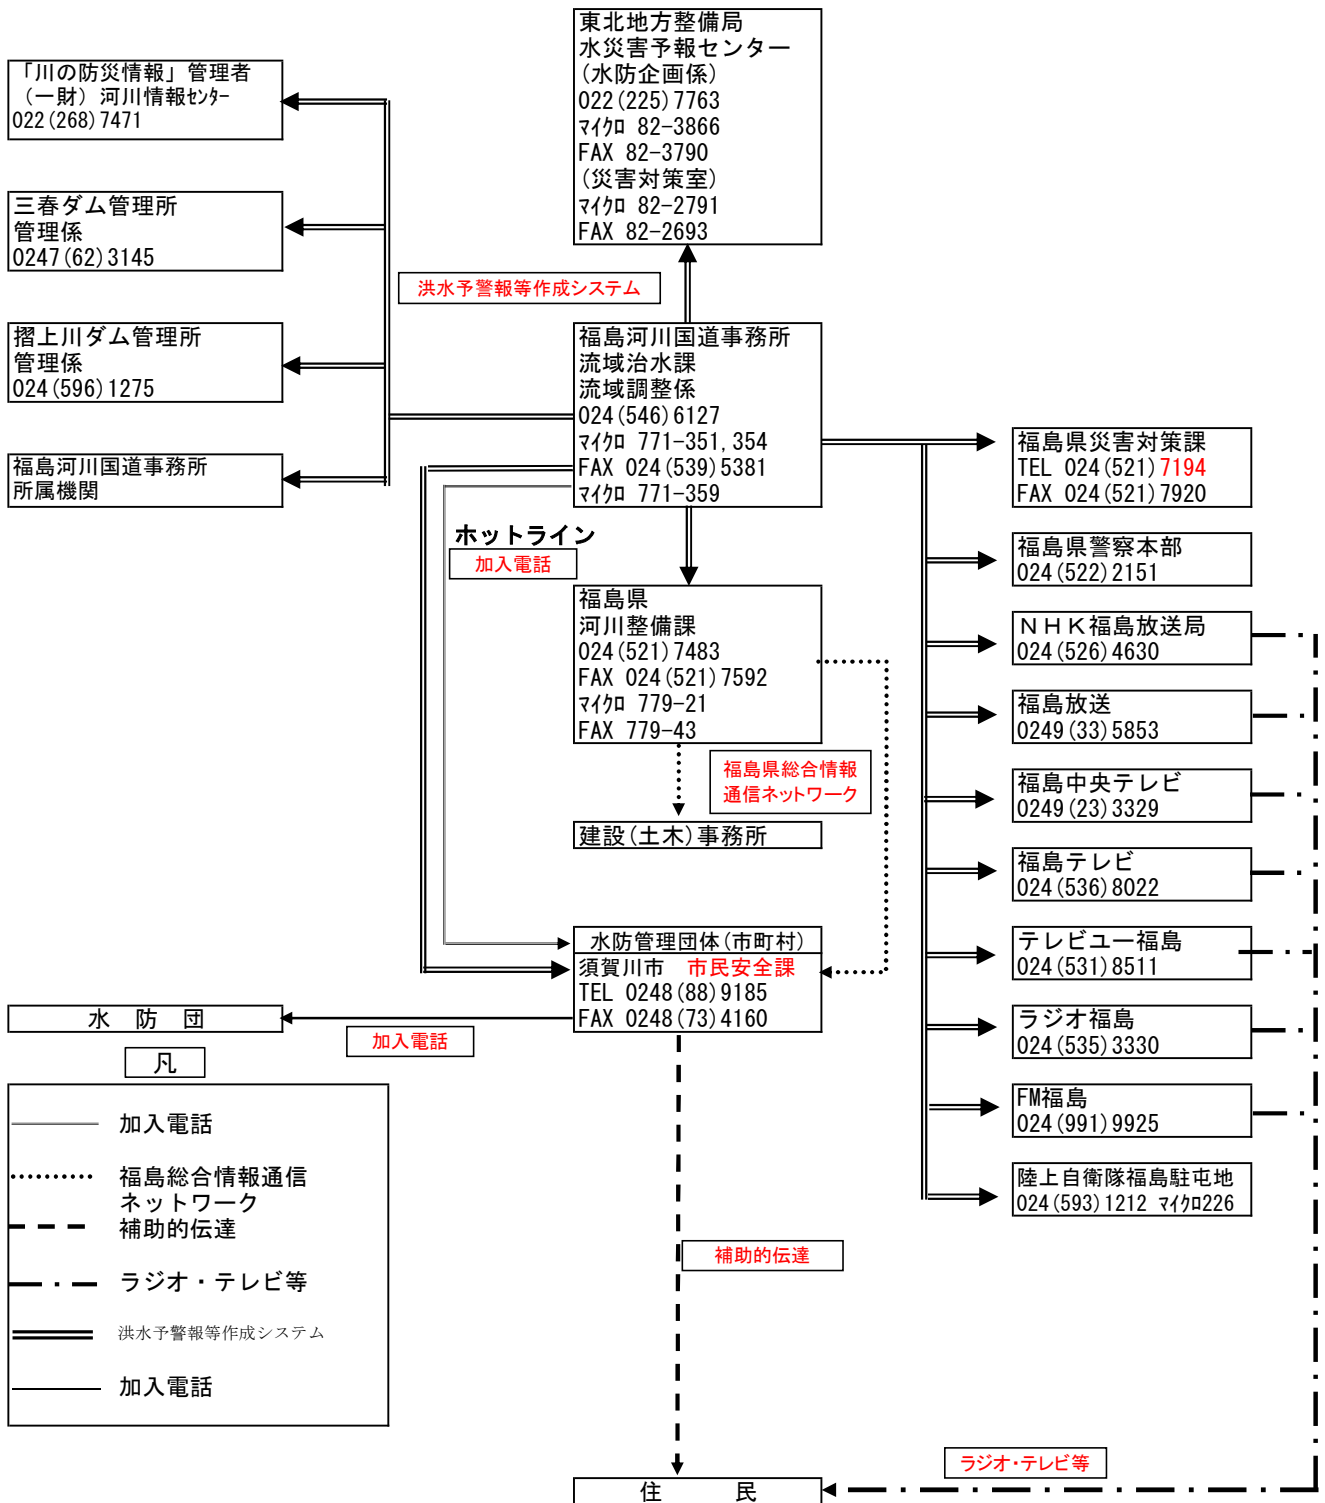 東北地方整備局
水災害予報センター
(水防企画係)
022(225)7763
ﾏｲｸﾛ 82-3866
FAX 82-3790
(災害対策室)
ﾏｲｸﾛ 82-2791
FAX 82-2693
「川の防災情報」管理者
（一財）河川情報ｾﾝﾀｰ
022(268)7471
三春ダム管理所
管理係
0247(62)3145
摺上川ダム管理所
管理係
024(596)1275
福島河川国道事務所
所属機関
洪水予警報等作成システム
福島河川国道事務所
流域治水課
流域調整係
024(546)6127
ﾏｲｸﾛ 771-351,354
FAX 024(539)5381
ﾏｲｸﾛ 771-359
ホットライン
加入電話
福島県
河川整備課
024(521)7483
FAX 024(521)7592
ﾏｲｸﾛ 779-21
FAX 779-43
福島県総合情報
通信ネットワーク
建設(土木)事務所
水防管理団体(市町村)
須賀川市　市民安全課
TEL 0248(88)9185
FAX 0248(73)4160
水　防　団
加入電話
福島県災害対策課
TEL 024(521)7194
FAX 024(521)7920
福島県警察本部
024(522)2151
ＮＨＫ福島放送局
024(526)4630
福島放送
0249(33)5853
福島中央テレビ
0249(23)3329
福島テレビ
024(536)8022
テレビユー福島
024(531)8511
ラジオ福島
024(535)3330
FM福島
024(991)9925
陸上自衛隊福島駐屯地
024(593)1212 ﾏｲｸﾛ226
凡
加入電話
福島総合情報通信
ネットワーク
補助的伝達
ラジオ・テレビ等
洪水予警報等作成システム
加入電話
補助的伝達
ラジオ・テレビ等
住　　民